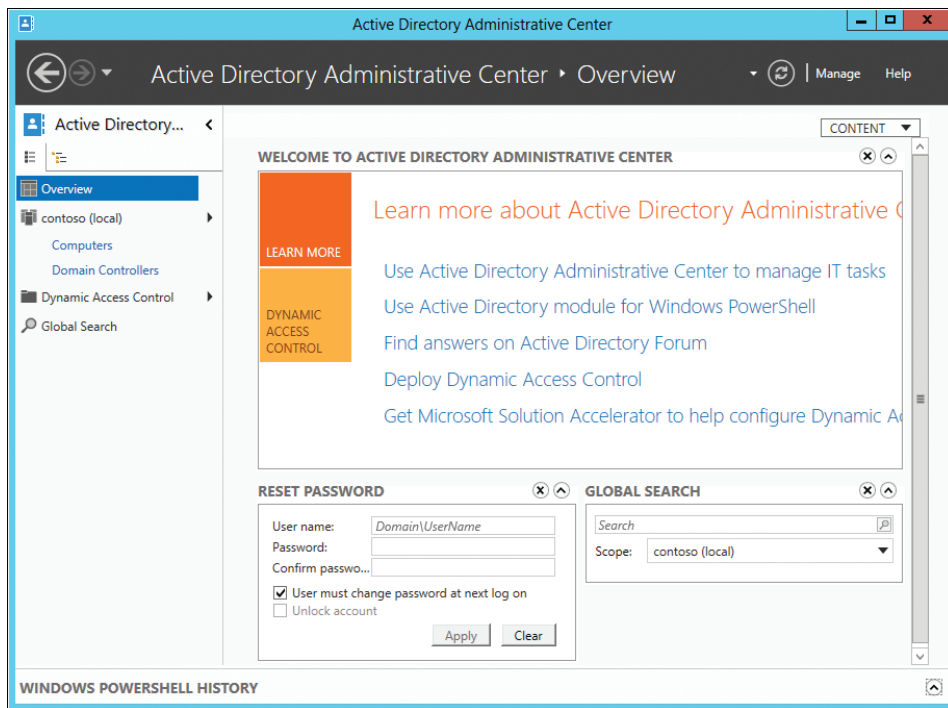 Active Directory Administrative Center
Active Directory Administrative Center • Overview
Manage Help
Active Directory...
CONTENT
Overview
contoso (local)
Computers
Domain Controllers
Dynamic Access Control
Global Search
WELCOME TO ACTIVE DIRECTORY ADMINISTRATIVE CENTER
LEARN MORE
DYNAMIC
ACCESS
CONTROL
Learn more about Active Directory Administrative
Use Active Directory Administrative Center to manage IT tasks
Use Active Directory module for Windows PowerShell
Find answers on Active Directory Forum
Deploy Dynamic Access Control
Get Microsoft Solution Accelerator to help configure Dynamic
RESET PASSWORD
User name: Domain\UserName
Password:
Confirm passwo...
User must change password at next log on
Unlock account
Apply Clear
GLOBAL SEARCH
Search
Scope: contoso (local)
WINDOWS POWERSHELL HISTORY